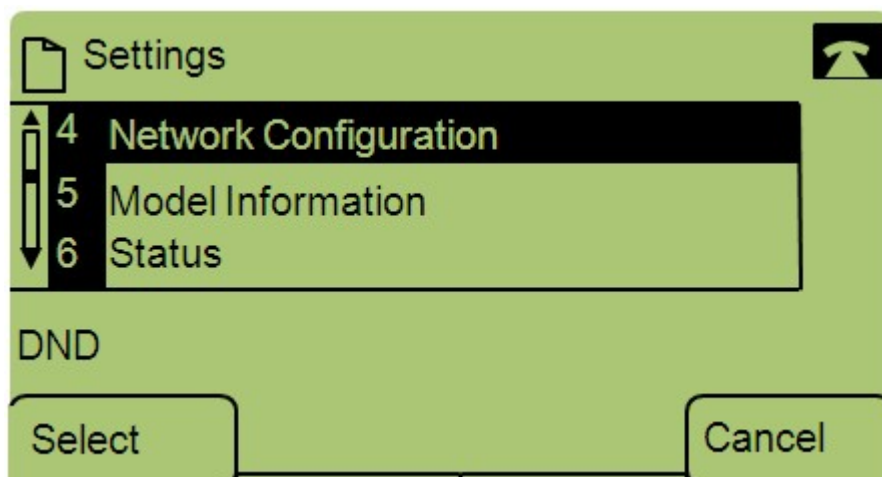 Settings
4 Network Configuration
5 Model Information
6 Status
DND
Select Cancel